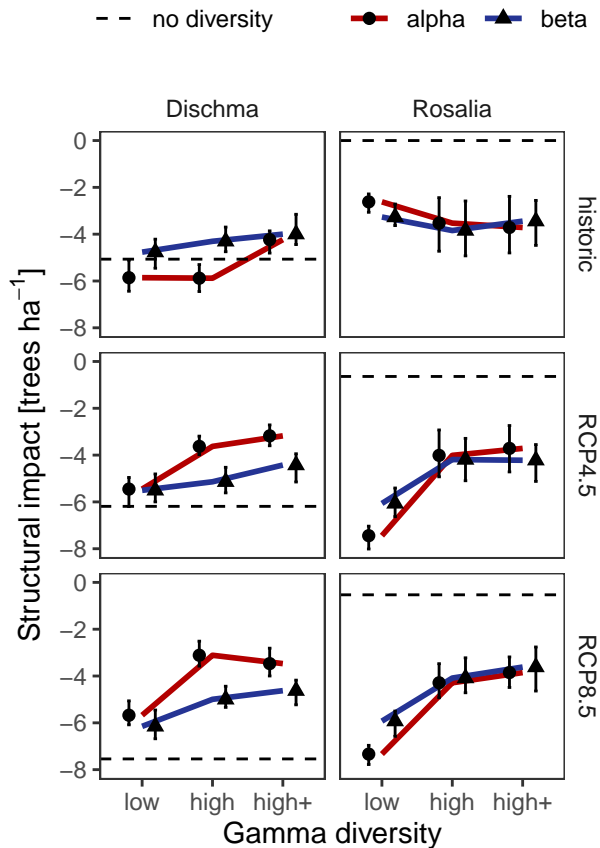 no diversity alpha beta
Dischma Rosalia
0
−2
−4
−6
−8
historic
0
−2
−4
−6
−8
RCP4.5
0
−2
−4
−6
−8
RCP8.5
Structural impact [trees ha⁻¹]
low high high+ low high high+
Gamma diversity